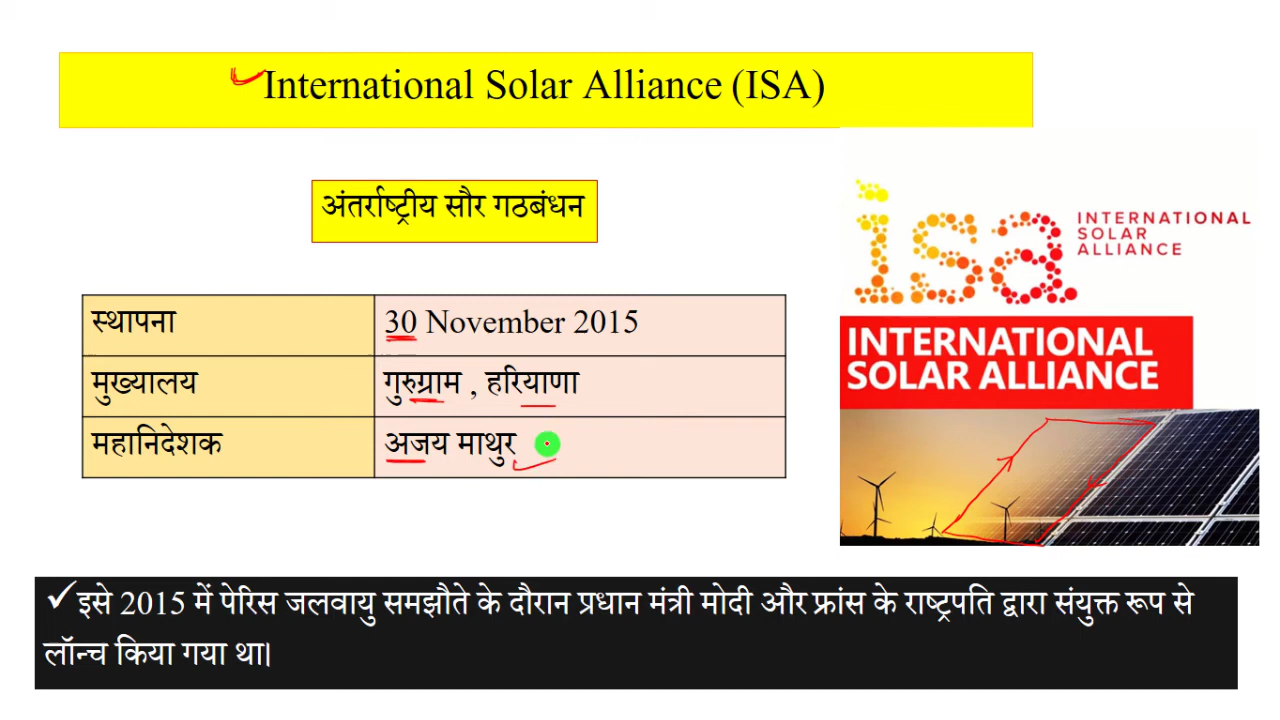 International Solar Alliance (ISA)
अंतर्राष्ट्रीय सौर गठबंधन
स्थापना 30 November 2015
मुख्यालय गुरुग्राम , हरियाणा
महानिदेशक अजय माथुर
isa INTERNATIONAL
SOLAR
ALLIANCE
INTERNATIONAL
SOLAR ALLIANCE
✓इसे 2015 में पेरिस जलवायु समझौते के दौरान प्रधान मंत्री मोदी और फ्रांस के राष्ट्रपति द्वारा संयुक्त रूप से
लॉन्च किया गया था।